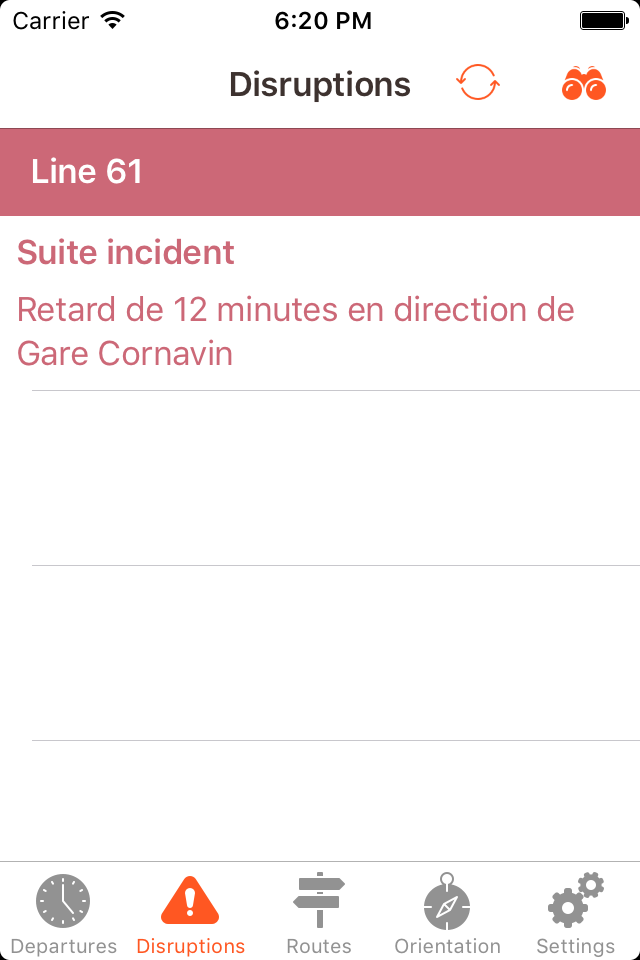 Carrier 6:20 PM
Disruptions
Line 61
Suite incident
Retard de 12 minutes en direction de
Gare Cornavin
Departures Disruptions Routes Orientation Settings